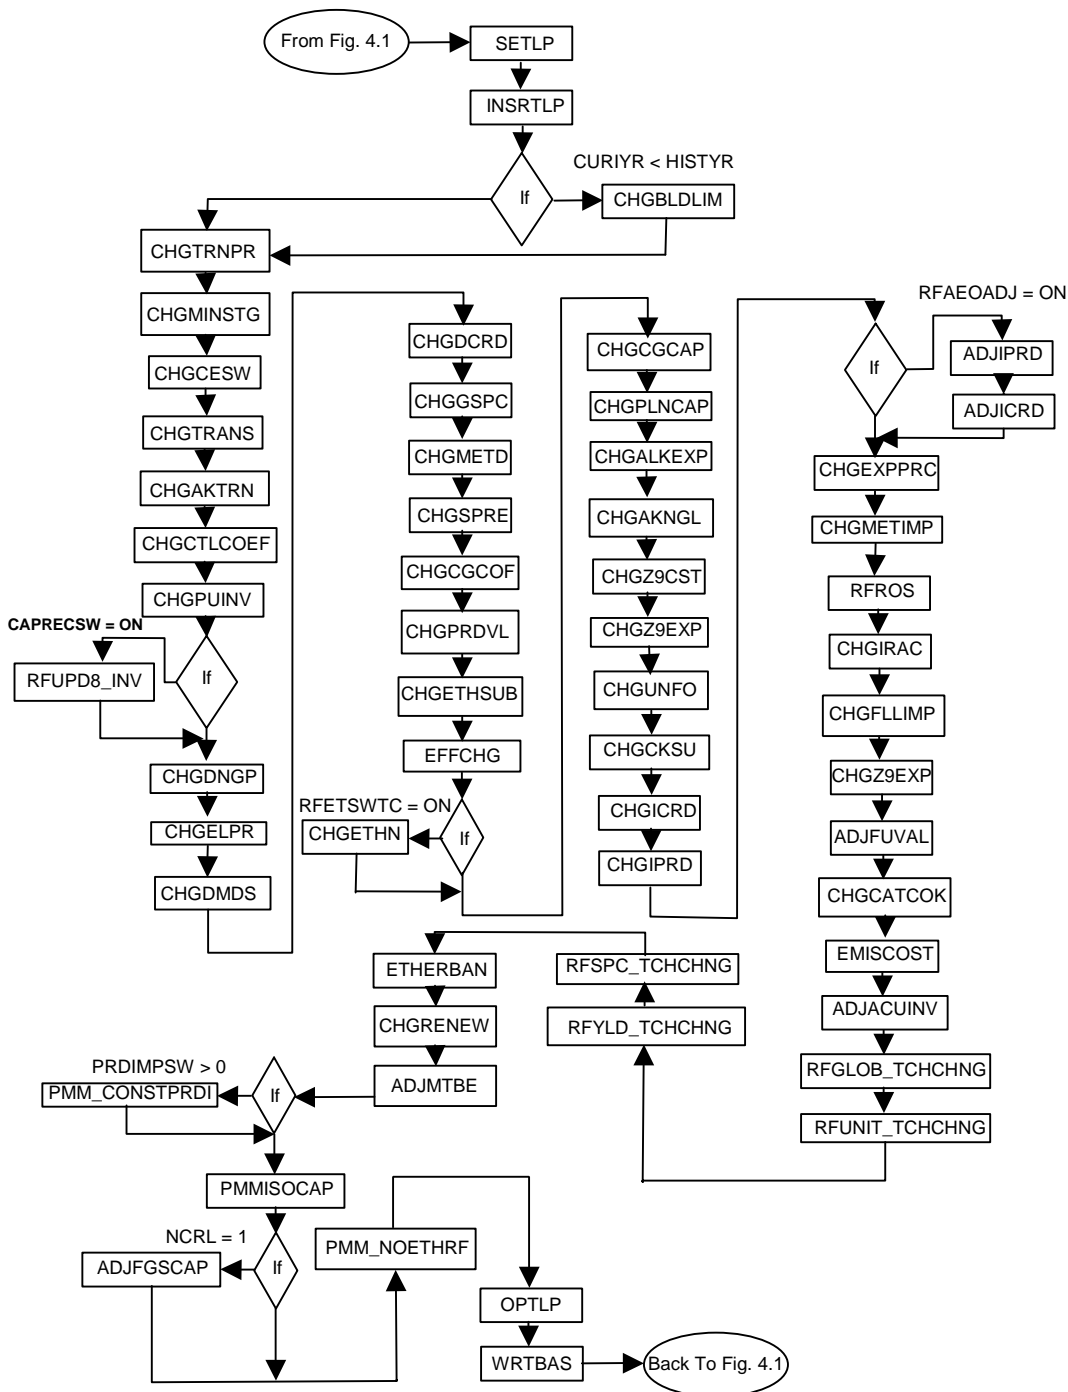 From Fig. 4.1
SETLP
INSRTLP
CURIYR < HISTYR
If
CHGBLDLIM
CHGTRNPR
CHGMINSTG
CHGCESW
CHGTRANS
CHGAKTRN
CHGCTLCOEF
CHGPUINV
CAPRECSW = ON
If
RFUPD8_INV
CHGDNGP
CHGELPR
CHGDMDS
CHGDCRD
CHGGSPC
CHGMETD
CHGSPRE
CHGCGCOF
CHGPRDVL
CHGETHSUB
EFFCHG
RFETSWTC = ON
If
CHGETHN
CHGCGCAP
CHGPLNCAP
CHGALKEXP
CHGAKNGL
CHGZ9CST
CHGZ9EXP
CHGUNFO
CHGCKSU
CHGICRD
CHGIPRD
RFAEOADJ = ON
If
ADJIPRD
ADJICRD
CHGEXPPRC
CHGMETIMP
RFROS
CHGIRAC
CHGFLLIMP
CHGZ9EXP
ADJFUVAL
CHGCATCOK
EMISCOST
ADJACUINV
RFGLOB_TCHCHNG
RFUNIT_TCHCHNG
RFYLD_TCHCHNG
RFSPC_TCHCHNG
ETHERBAN
CHGRENEW
ADJMTBE
PRDIMPSW > 0
If
PMM_CONSTPRDI
PMMISOCAP
NCRL = 1
If
ADJFGSCAP
PMM_NOETHRF
OPTLP
WRTBAS
Back To Fig. 4.1